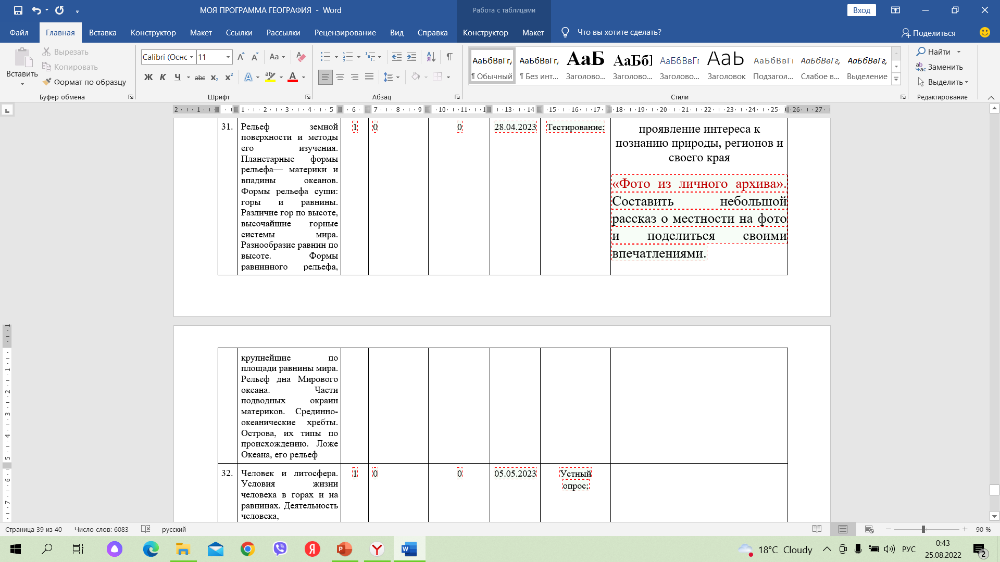 МОЯ ПРОГРАММА ГЕОГРАФИЯ - Word
Работа с таблицами
Вход
Файл Главная Вставка Конструктор Макет Ссылки Рассылки Рецензирование Вид Справка Конструктор Макет Что вы хотите сделать? Поделиться
Вставить
Вырезать
Копировать
Формат по образцу
Буфер обмена
Calibri (Оснс 11
Шрифт
Абзац
АаБбВвГг, АаБбВвГг, АаБ АаБб] АаБбВвГг АаЬ АаБбВвГг АаБбВвГг, АаБбВвГг,
¶ Обычный ¶ Без инт... Заголово... Заголово... Заголово... Заголовок Подзагол... Слабое в... Выделение
Стили
Найти
Заменить
Выделить
Редактирование
31.
Рельеф земной
поверхности и методы
его изучения.
Планетарные формы
рельефа— материки и
впадины океанов.
Формы рельефа суши:
горы и равнины.
Различие гор по высоте,
высочайшие горные
системы мира.
Разнообразие равнин по
высоте. Формы
равнинного рельефа,
1
0
0
28.04.2023
Тестирование;
проявление интереса к
познанию природы, регионов и
своего края
«Фото из личного архива».
Составить небольшой
рассказ о местности на фото
и поделиться своими
впечатлениями.
крупнейшие по
площади равнины мира.
Рельеф дна Мирового
океана. Части
подводных окраин
материков. Срединно-
океанические хребты.
Острова, их типы по
происхождению. Ложе
Океана, его рельеф
32.
Человек и литосфера.
Условия жизни
человека в горах и на
равнинах. Деятельность
человека,
1
0
0
05.05.2023
Устный
опрос;
Страница 39 из 40 Число слов: 6083 русский
90 %
18°C Cloudy
РУС
0:43
25.08.2022
2